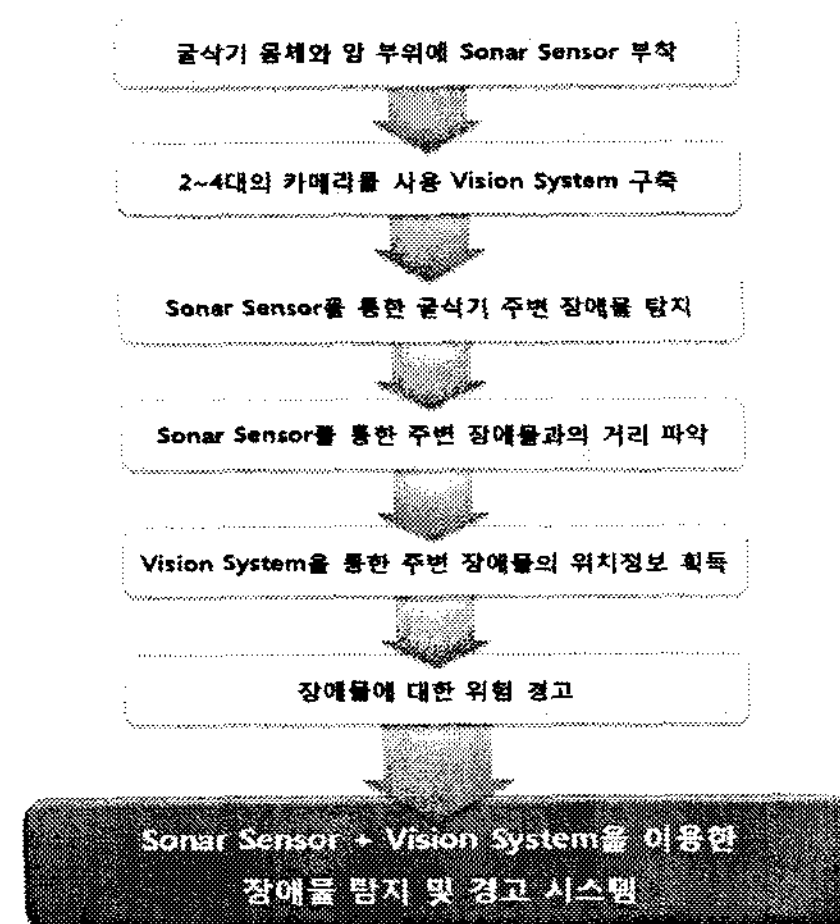 굴삭기 몸체와 암 부위에 Sonar Sensor 부착
2~4대의 카메라를 사용 Vision System 구축
Sonar Sensor을 통한 굴삭기 주변 장애물 탐지
Sonar Sensor를 통한 주변 장애물과의 거리 파악
Vision System을 통한 주변 장애물의 위치정보 획득
장애물에 대한 위험 경고
Sonar Sensor + Vision System을 이용한
장애물 탐지 및 경고 시스템